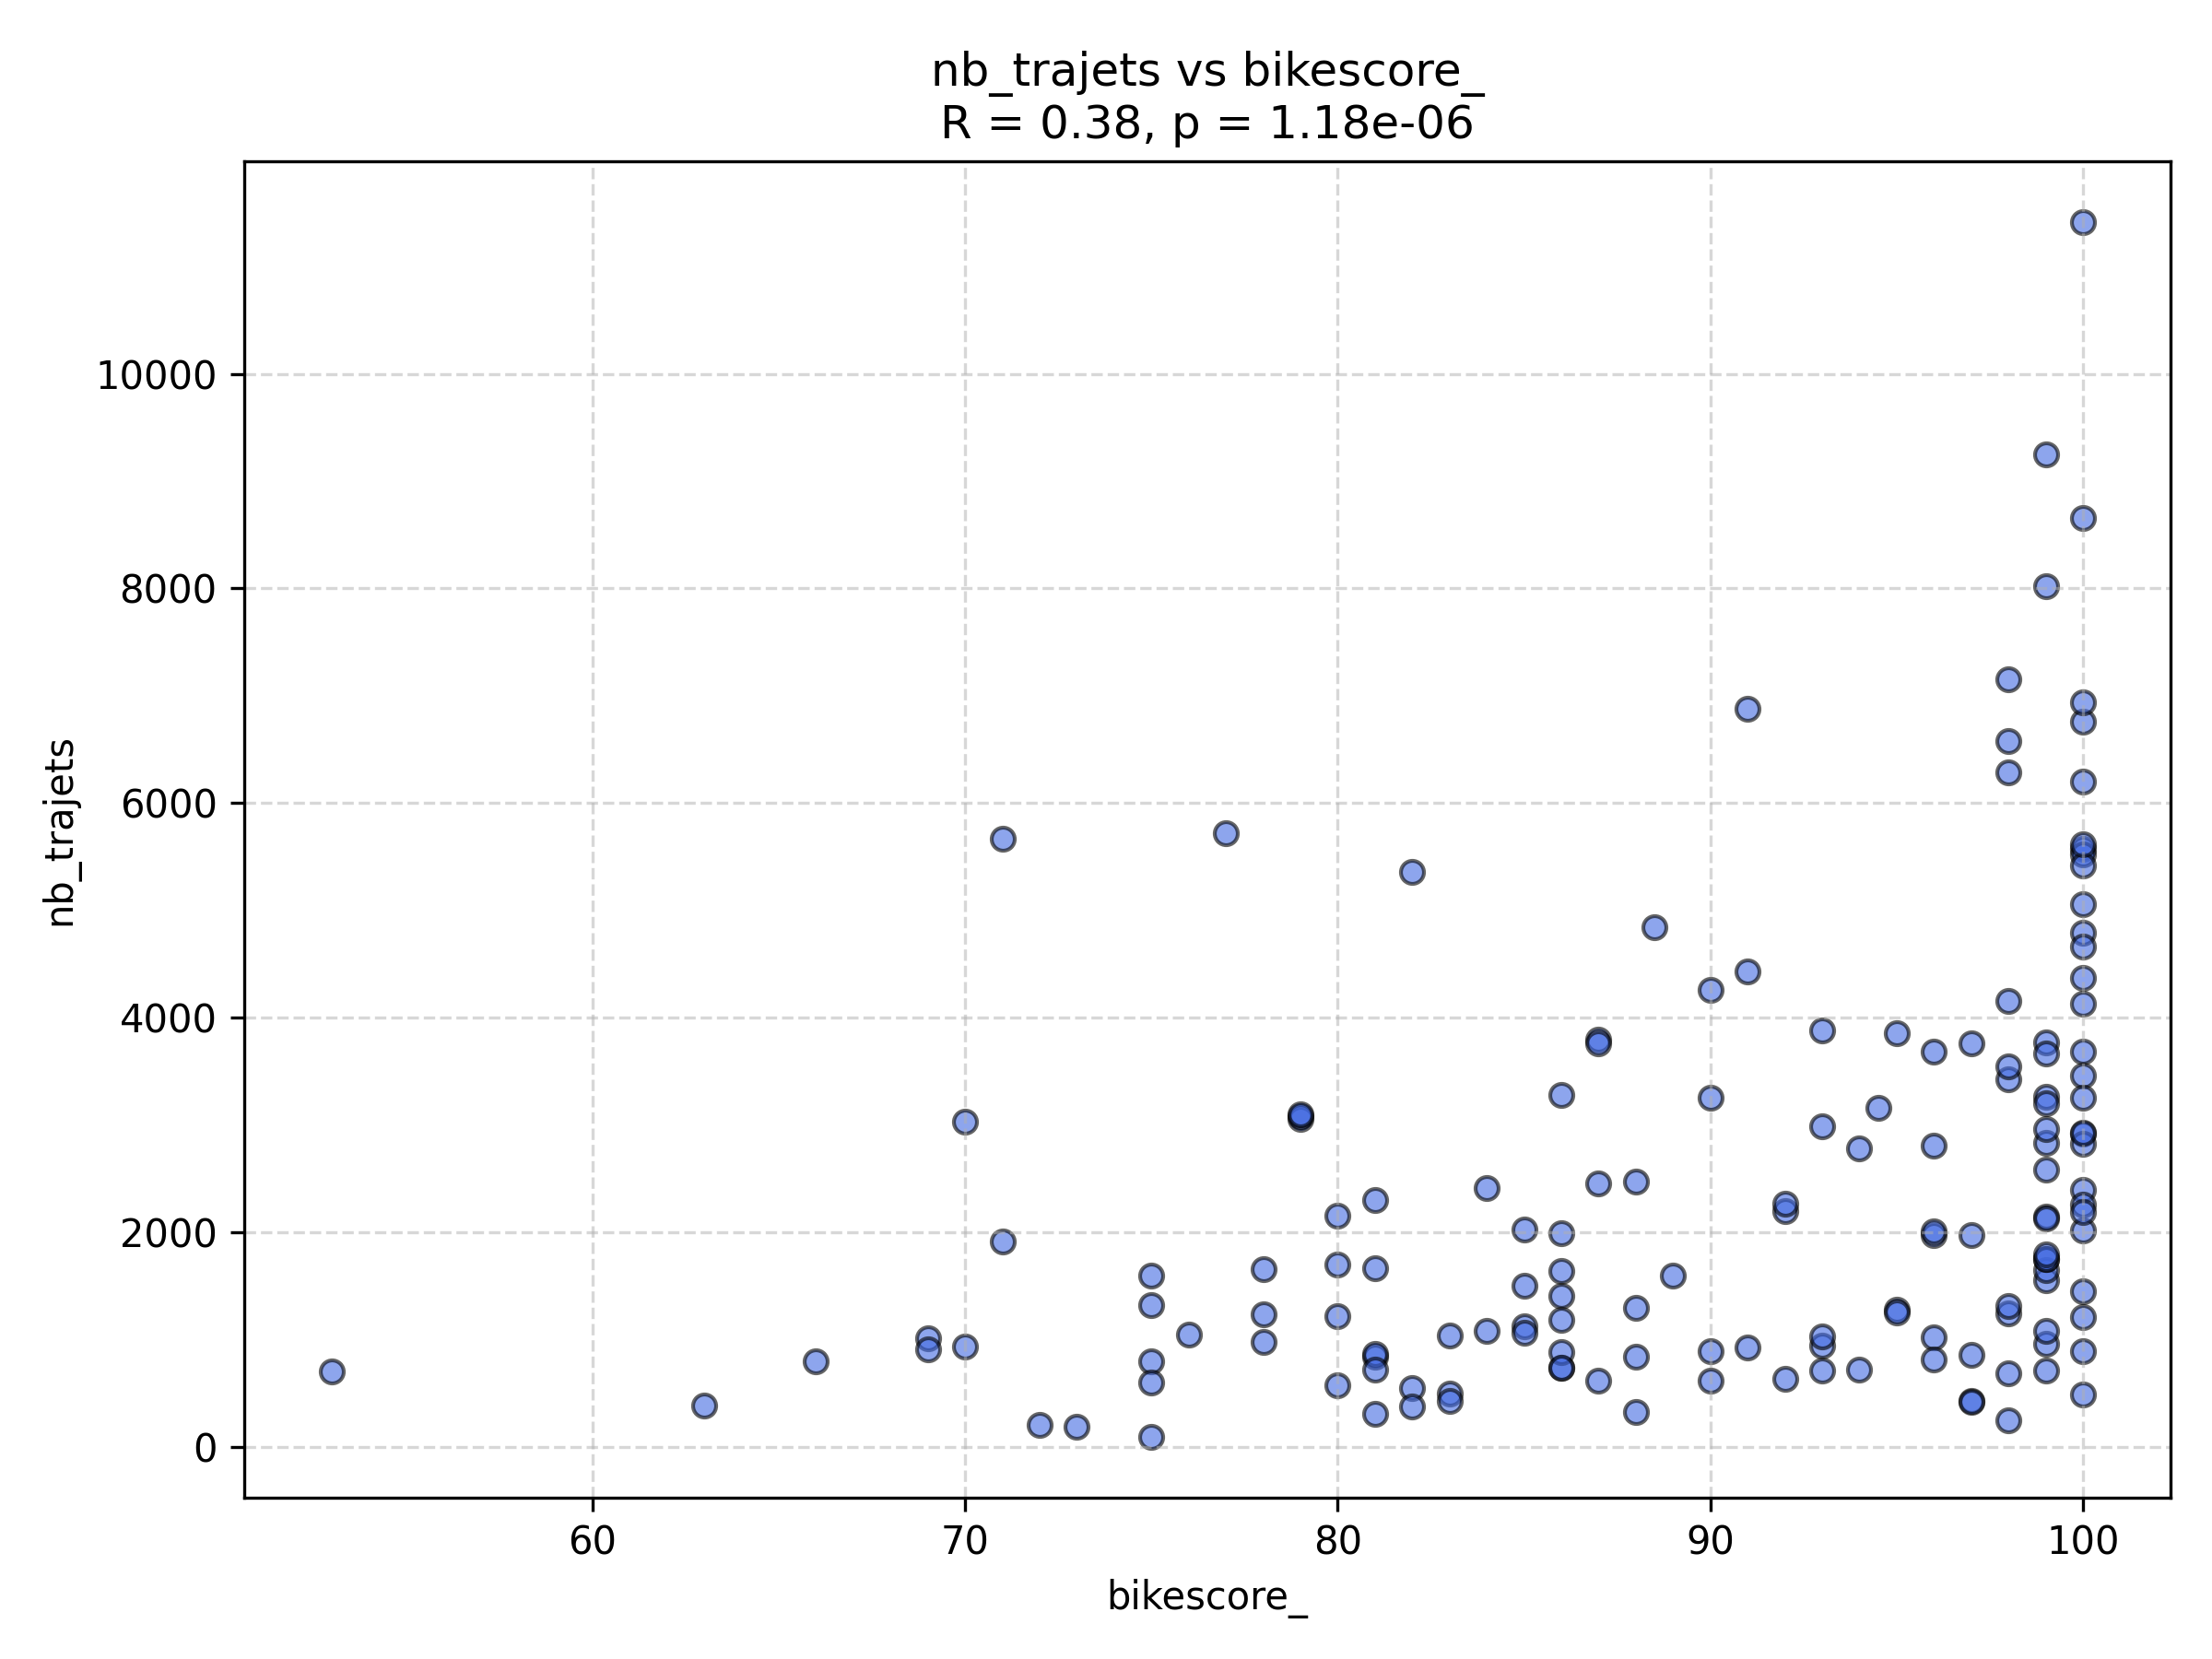 nb_trajets vs bikescore_
R = 0.38, p = 1.18e-06
10000
8000
6000
4000
2000
0
nb_trajets
60 70 80 90 100
bikescore_